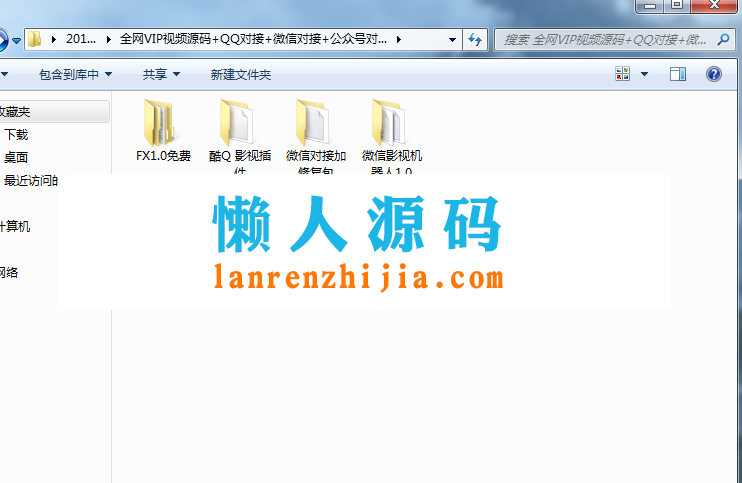 201... 全网VIP视频源码+QQ对接+微信对接+公众号对...
搜索 全网VIP视频源码+QQ对接+微...
包含到库中 共享 新建文件夹
收藏夹
下载
桌面
最近访问的
计算机
网络
FX1.0免费
酷Q 影视插
件
微信对接加
修复包
微信影视机
器人1.0
懒人源码
lanrenzhijia.com